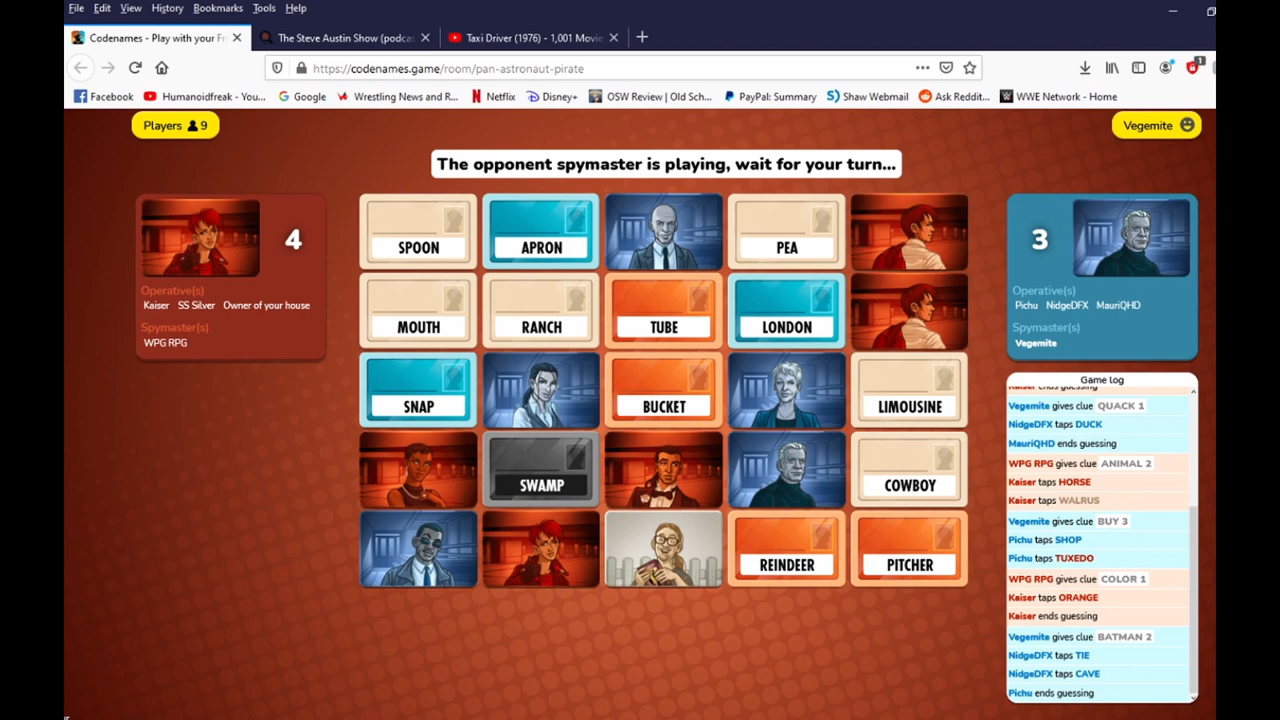 File Edit View History Bookmarks Tools Help
Codenames - Play with your Fr
The Steve Austin Show (podcas
Taxi Driver (1976) - 1,001 Movie
https://codenames.game/room/pan-astronaut-pirate
Facebook
Humanoidfreak - You...
Google
Wrestling News and R...
Netflix
Disney+
OSW Review | Old Sch...
PayPal: Summary
Shaw Webmail
Ask Reddit...
WWE Network - Home
Players 9
Vegemite
The opponent spymaster is playing, wait for your turn...
4
Operative(s)
Kaiser SS Silver Owner of your house
Spymaster(s)
WPG RPG
SPOON
APRON
PEA
MOUTH
RANCH
TUBE
LONDON
SNAP
BUCKET
LIMOUSINE
SWAMP
COWBOY
REINDEER
PITCHER
3
Operative(s)
Pichu NidgeDFX MauriQHD
Spymaster(s)
Vegemite
Game log
Kaiser ends guessing
Vegemite gives clue QUACK 1
NidgeDFX taps DUCK
MauriQHD ends guessing
WPG RPG gives clue ANIMAL 2
Kaiser taps HORSE
Kaiser taps WALRUS
Vegemite gives clue BUY 3
Pichu taps SHOP
Pichu taps TUXEDO
WPG RPG gives clue COLOR 1
Kaiser taps ORANGE
Kaiser ends guessing
Vegemite gives clue BATMAN 2
NidgeDFX taps TIE
NidgeDFX taps CAVE
Pichu ends guessing